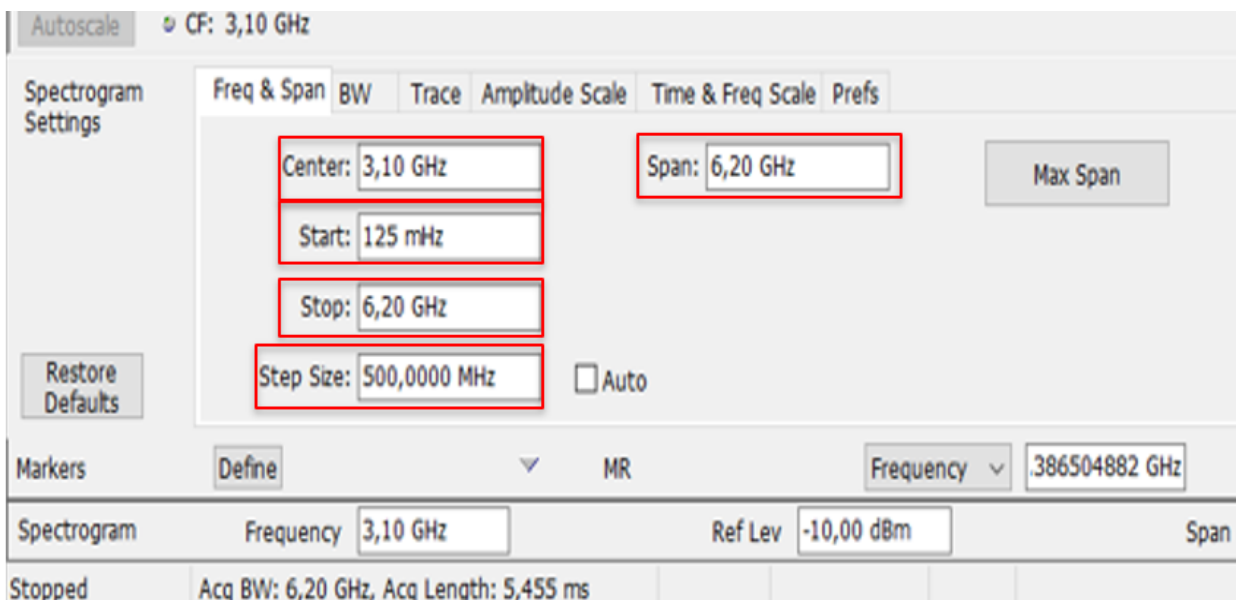 Autoscale CF: 3,10 GHz
Spectrogram Settings
Freq & Span BW Trace Amplitude Scale Time & Freq Scale Prefs
Center: 3,10 GHz Span: 6,20 GHz Max Span
Start: 125 mHz
Stop: 6,20 GHz
Restore Defaults
Step Size: 500,0000 MHz Auto
Markers Define MR Frequency .386504882 GHz
Spectrogram Frequency 3,10 GHz Ref Lev -10,00 dBm Span
Stopped Acq BW: 6,20 GHz, Acq Length: 5,455 ms